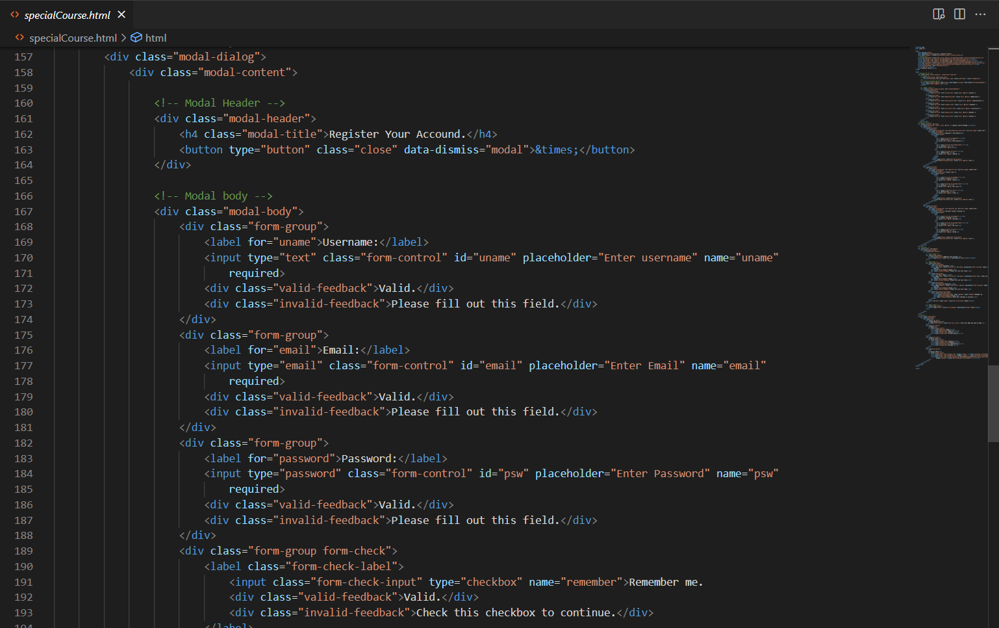 specialCourse.html
specialCourse.html > html
157 <div class="modal-dialog">
158 <div class="modal-content">
159
160 <!-- Modal Header -->
161 <div class="modal-header">
162 <h4 class="modal-title">Register Your Accound.</h4>
163 <button type="button" class="close" data-dismiss="modal">&times;</button>
164 </div>
165
166 <!-- Modal body -->
167 <div class="modal-body">
168 <div class="form-group">
169 <label for="uname">Username:</label>
170 <input type="text" class="form-control" id="uname" placeholder="Enter username" name="uname"
171 required>
172 <div class="valid-feedback">Valid.</div>
173 <div class="invalid-feedback">Please fill out this field.</div>
174 </div>
175 <div class="form-group">
176 <label for="email">Email:</label>
177 <input type="email" class="form-control" id="email" placeholder="Enter Email" name="email"
178 required>
179 <div class="valid-feedback">Valid.</div>
180 <div class="invalid-feedback">Please fill out this field.</div>
181 </div>
182 <div class="form-group">
183 <label for="password">Password:</label>
184 <input type="password" class="form-control" id="psw" placeholder="Enter Password" name="psw"
185 required>
186 <div class="valid-feedback">Valid.</div>
187 <div class="invalid-feedback">Please fill out this field.</div>
188 </div>
189 <div class="form-group form-check">
190 <label class="form-check-label">
191 <input class="form-check-input" type="checkbox" name="remember">Remember me.
192 <div class="valid-feedback">Valid.</div>
193 <div class="invalid-feedback">Check this checkbox to continue.</div>
194 </label>